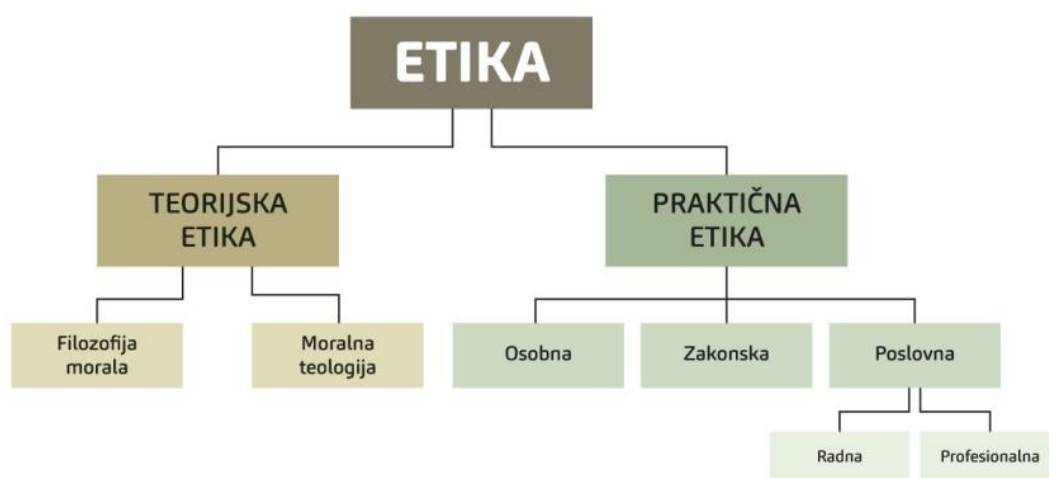 ETIKA
TEORIJSKA
ETIKA
PRAKTIČNA
ETIKA
Filozofija
morala
Moralna
teologija
Osobna
Zakonska
Poslovna
Radna
Profesionalna